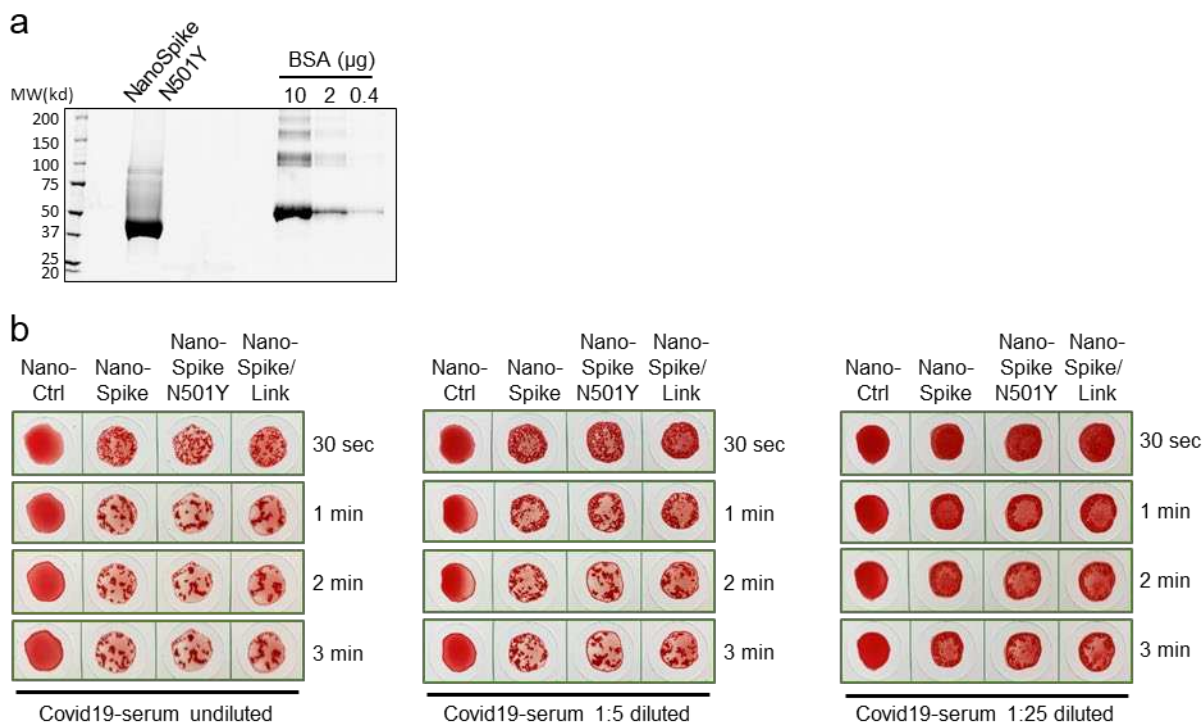 a
NanoSpike
N501Y
BSA (µg)
MW(kd)
10 2 0.4
200
150
100
75
50
37
25
20
b
Nano-
Ctrl
Nano-
Spike
Nano-
Spike
N501Y
Nano-
Spike/
Link
Nano-
Ctrl
Nano-
Spike
Nano-
Spike
N501Y
Nano-
Spike/
Link
Nano-
Ctrl
Nano-
Spike
Nano-
Spike
N501Y
Nano-
Spike/
Link
30 sec
1 min
2 min
3 min
30 sec
1 min
2 min
3 min
30 sec
1 min
2 min
3 min
Covid19-serum undiluted
Covid19-serum 1:5 diluted
Covid19-serum 1:25 diluted